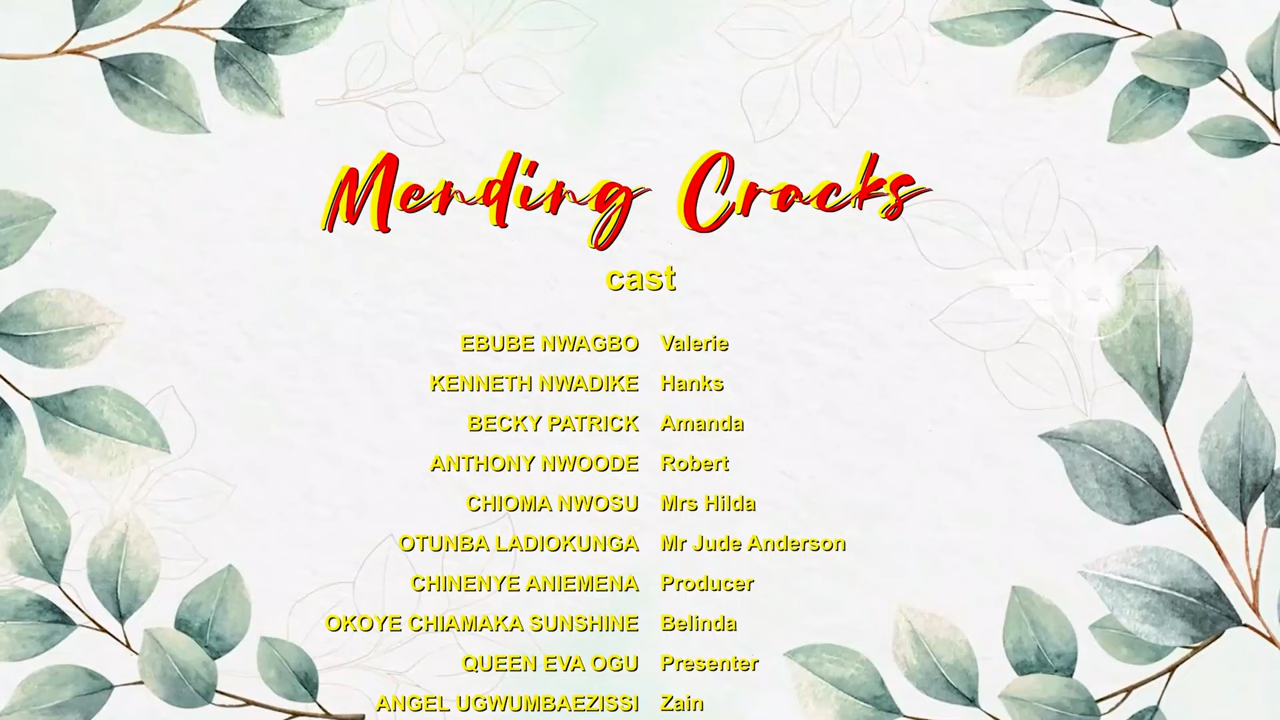 Mending Cracks
cast
EBUBE NWAGBO Valerie
KENNETH NWADIKE Hanks
BECKY PATRICK Amanda
ANTHONY NWOODE Robert
CHIOMA NWOSU Mrs Hilda
OTUNBA LADIOKUNGA Mr Jude Anderson
CHINENYE ANIEMENA Producer
OKOYE CHIAMAKA SUNSHINE Belinda
QUEEN EVA OGU Presenter
ANGEL UGWUMBAEZISSI Zain